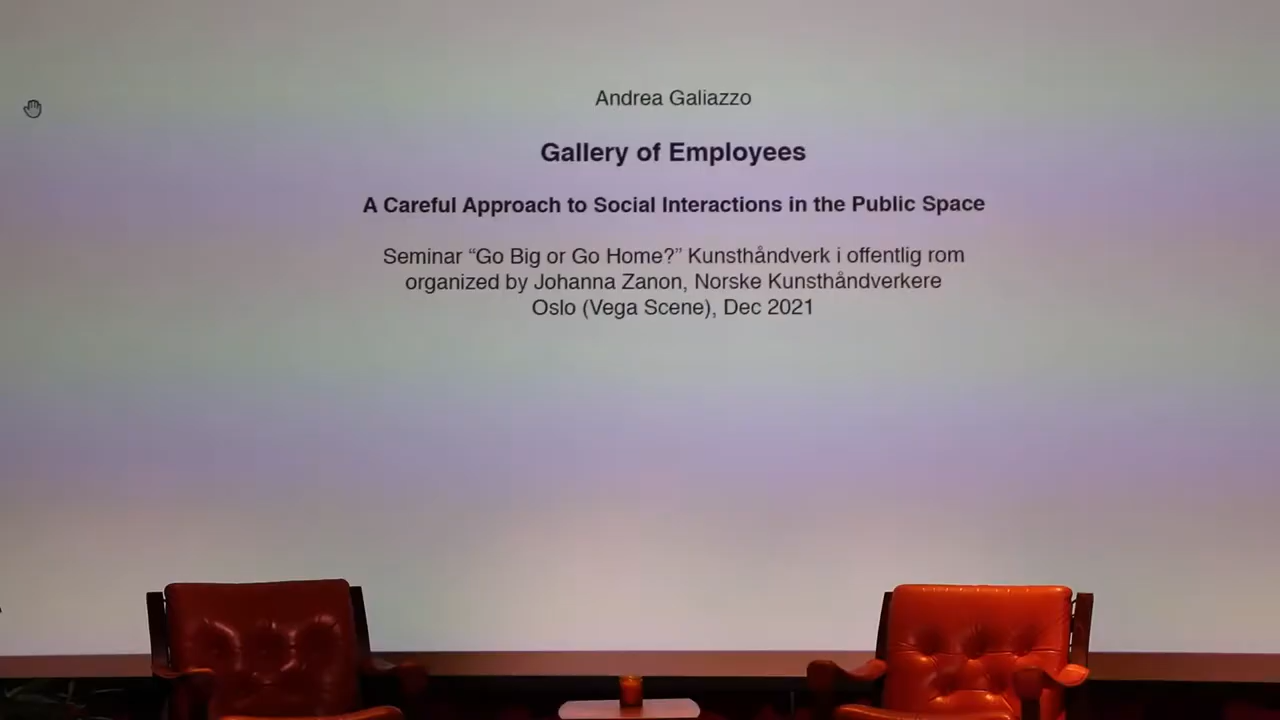 Andrea Galiazzo
Gallery of Employees
A Careful Approach to Social Interactions in the Public Space
Seminar “Go Big or Go Home?” Kunsthåndverk i offentlig rom
organized by Johanna Zanon, Norske Kunsthåndverkere
Oslo (Vega Scene), Dec 2021